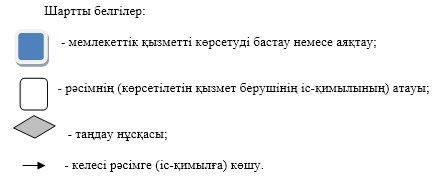 Шартты белгілер:
- мемлекеттік қызметті көрсетуді бастау немесе аяқтау;
- рәсімнің (көрсетілетін қызмет берушінің іс-қимылының) атауы;
- таңдау нұсқасы;
- келесі рәсімге (іс-қимылға) көшу.